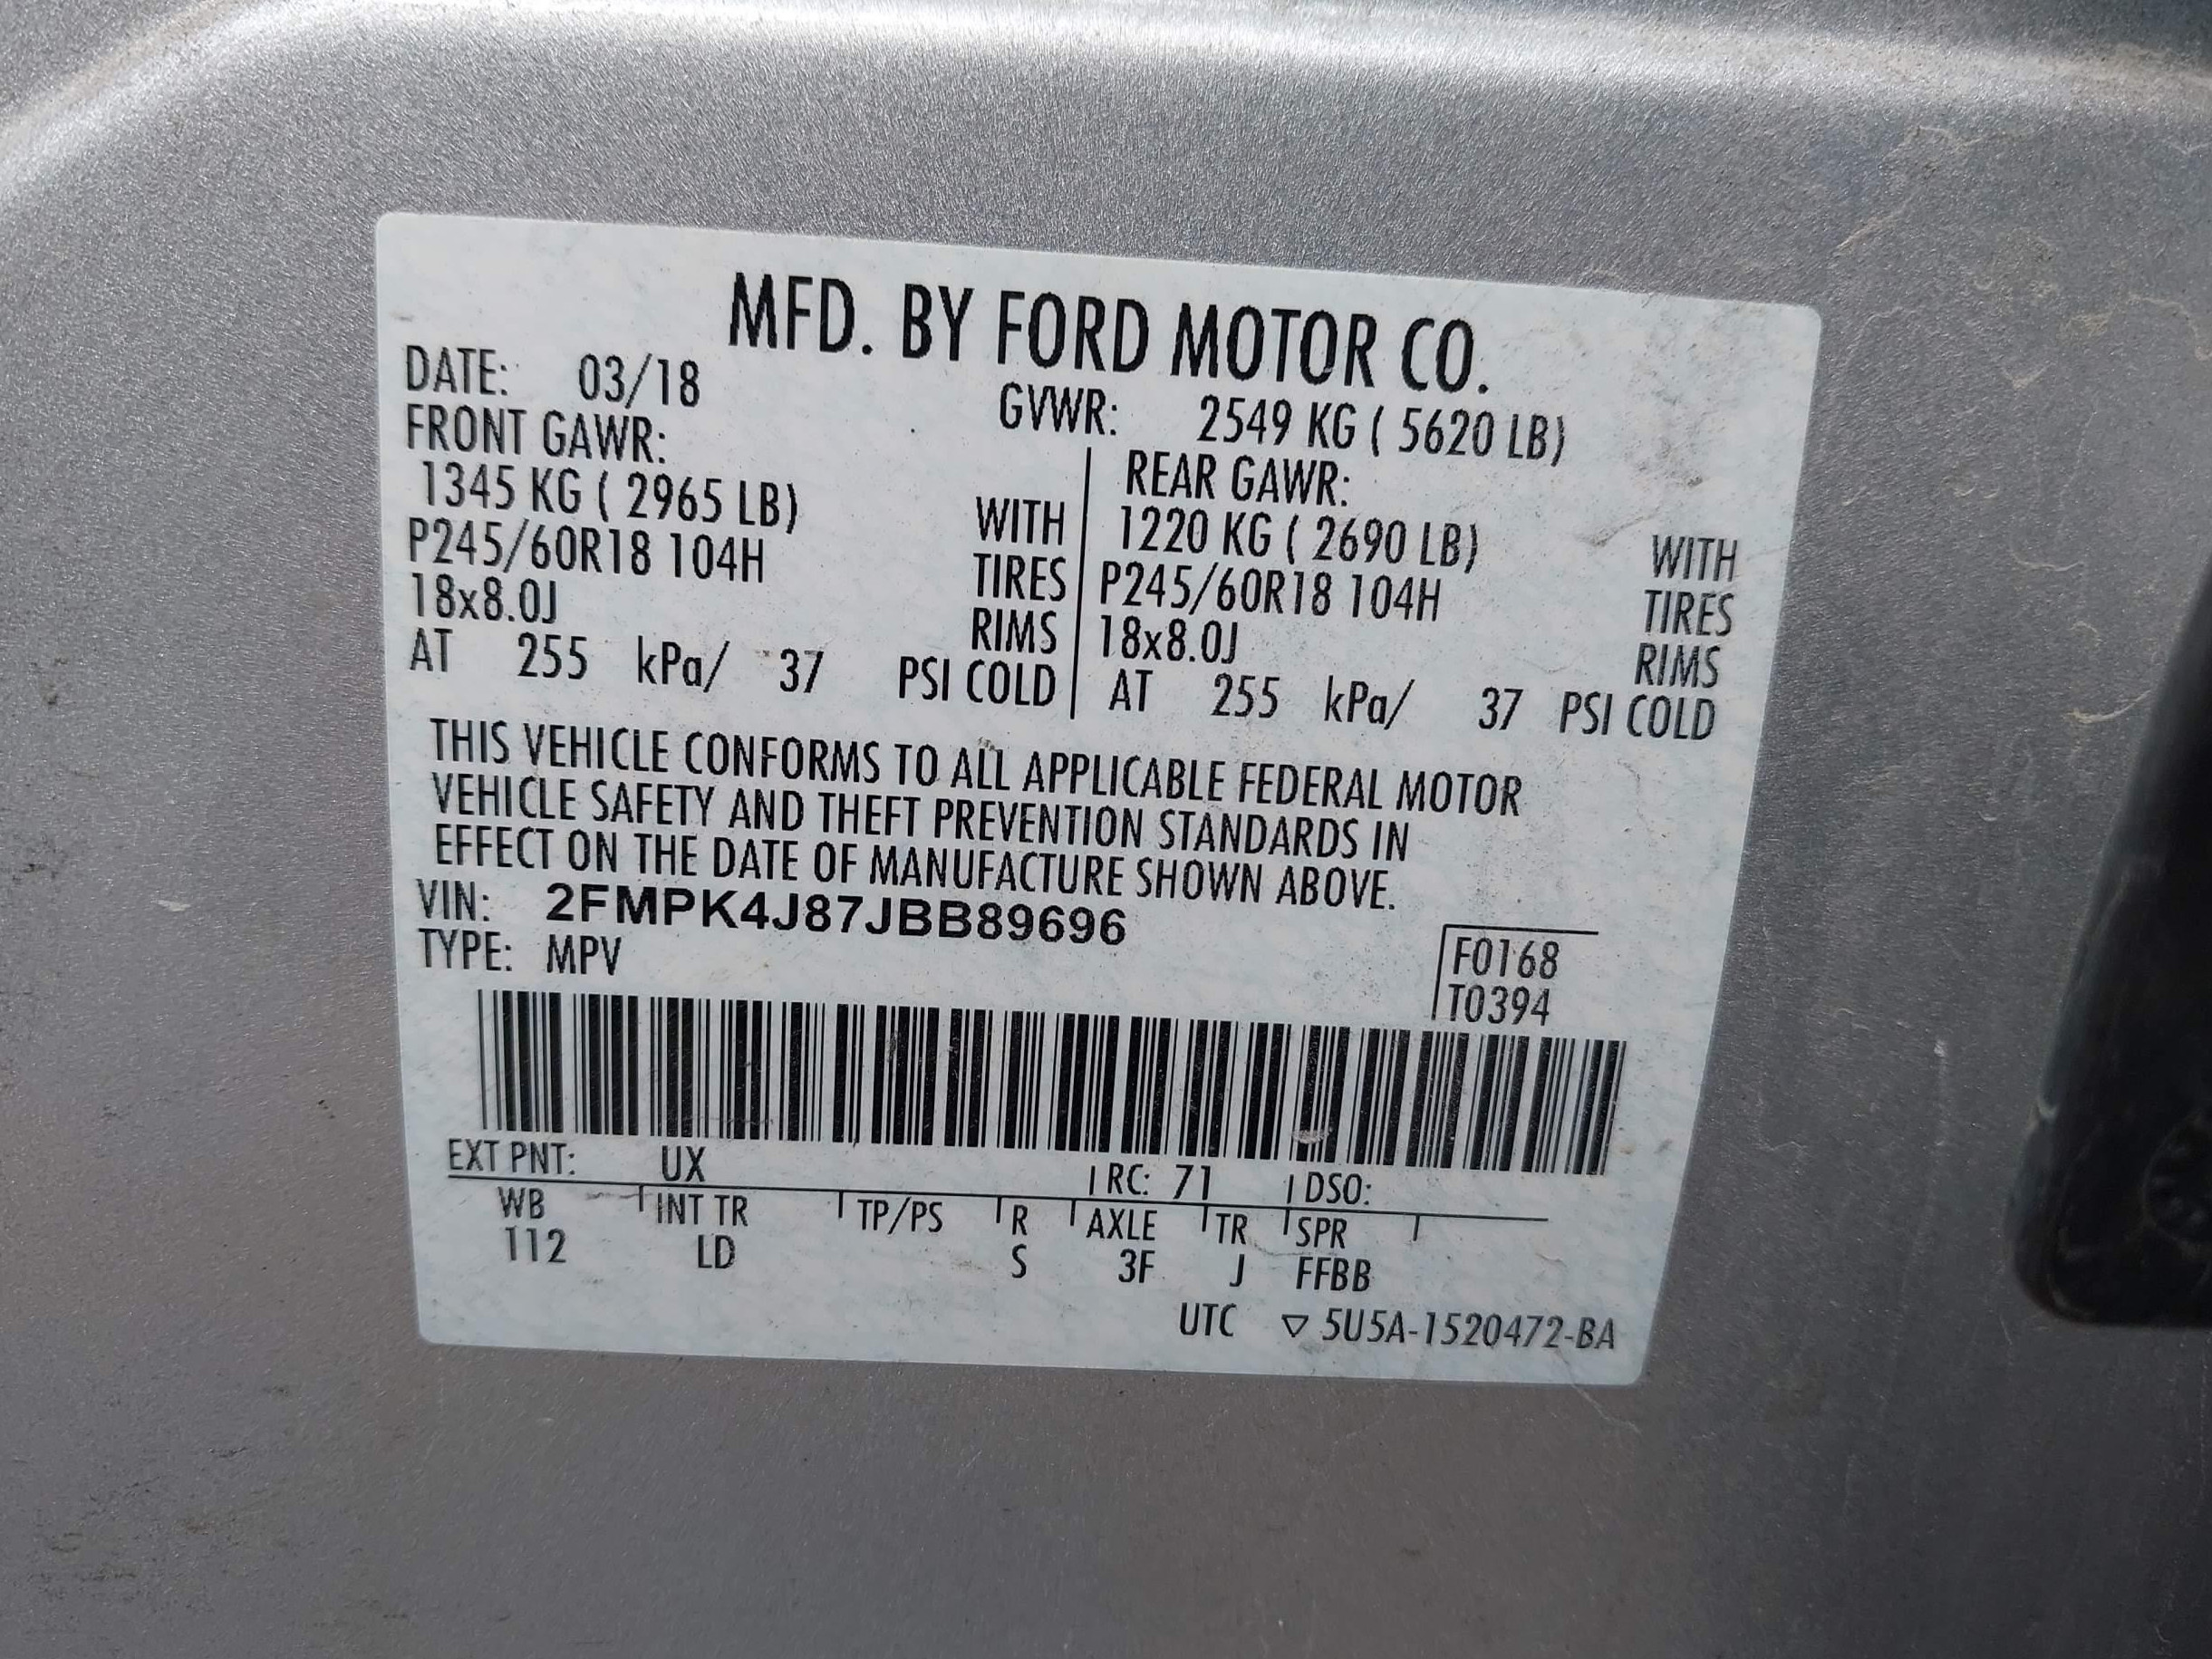 MFD. BY FORD MOTOR CO.
DATE: 03/18
GVWR: 2549 KG ( 5620 LB)
FRONT GAWR:
1345 KG ( 2965 LB) WITH
P245/60R18 104H TIRES
18x8.0J RIMS
AT 255 kPa/ 37 PSI COLD
REAR GAWR:
1220 KG ( 2690 LB) WITH
P245/60R18 104H TIRES
18x8.0J RIMS
AT 255 kPa/ 37 PSI COLD
THIS VEHICLE CONFORMS TO ALL APPLICABLE FEDERAL MOTOR
VEHICLE SAFETY AND THEFT PREVENTION STANDARDS IN
EFFECT ON THE DATE OF MANUFACTURE SHOWN ABOVE.
VIN: 2FMPK4J87JBB89696
TYPE: MPV
F0168
T0394
EXT PNT: UX RC: 71 DSO:
WB INT TR TP/PS R AXLE TR SPR
112 LD S 3F J FFBB
UTC ▽ 5U5A-1520472-BA